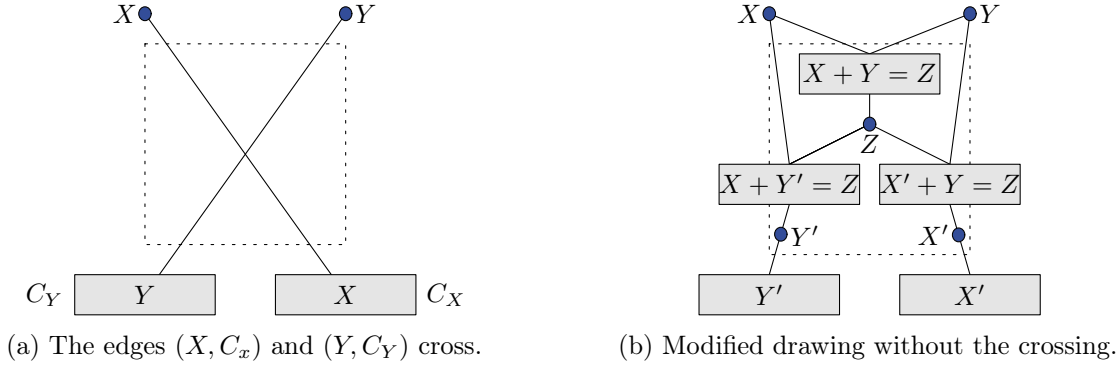 X Y X Y
X + Y = Z
Z
X + Y′ = Z X′ + Y = Z
Y′ X′
C_Y Y X C_X Y′ X′
(a) The edges (X, C_x) and (Y, C_Y) cross. (b) Modified drawing without the crossing.